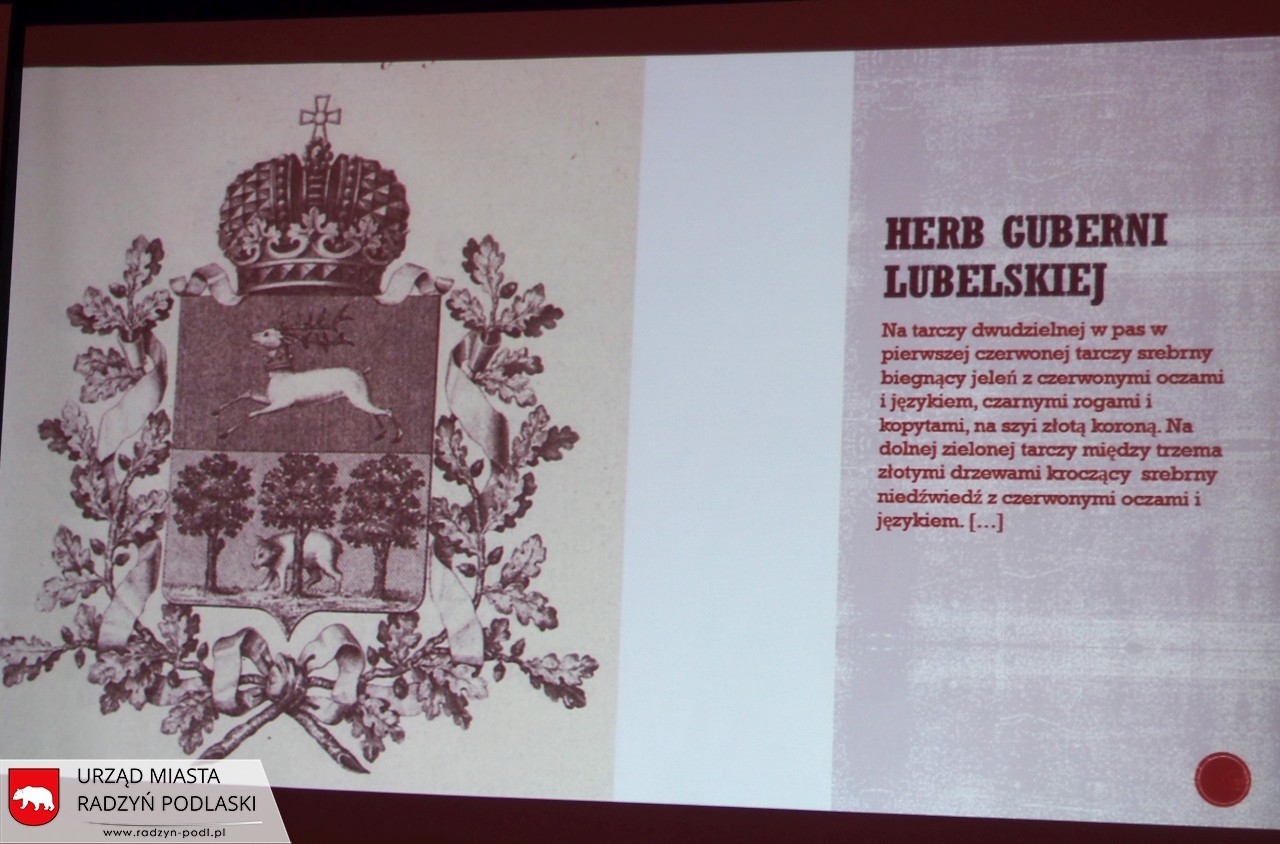 HERB GUBERNI
LUBELSKIEJ
Na tarczy dwudzielnej w pas w
pierwszej czerwonej tarczy srebrny
biegnący jeleń z czerwonymi oczami
i językiem, czarnymi rogami i
kopytami, na szyi złotą koroną. Na
dolnej zielonej tarczy między trzema
złotymi drzewami kroczący srebrny
niedźwiedź z czerwonymi oczami i
językiem. [...]
URZĄD MIASTA
RADZYŃ PODLASKI
www.radzyn-podl.pl